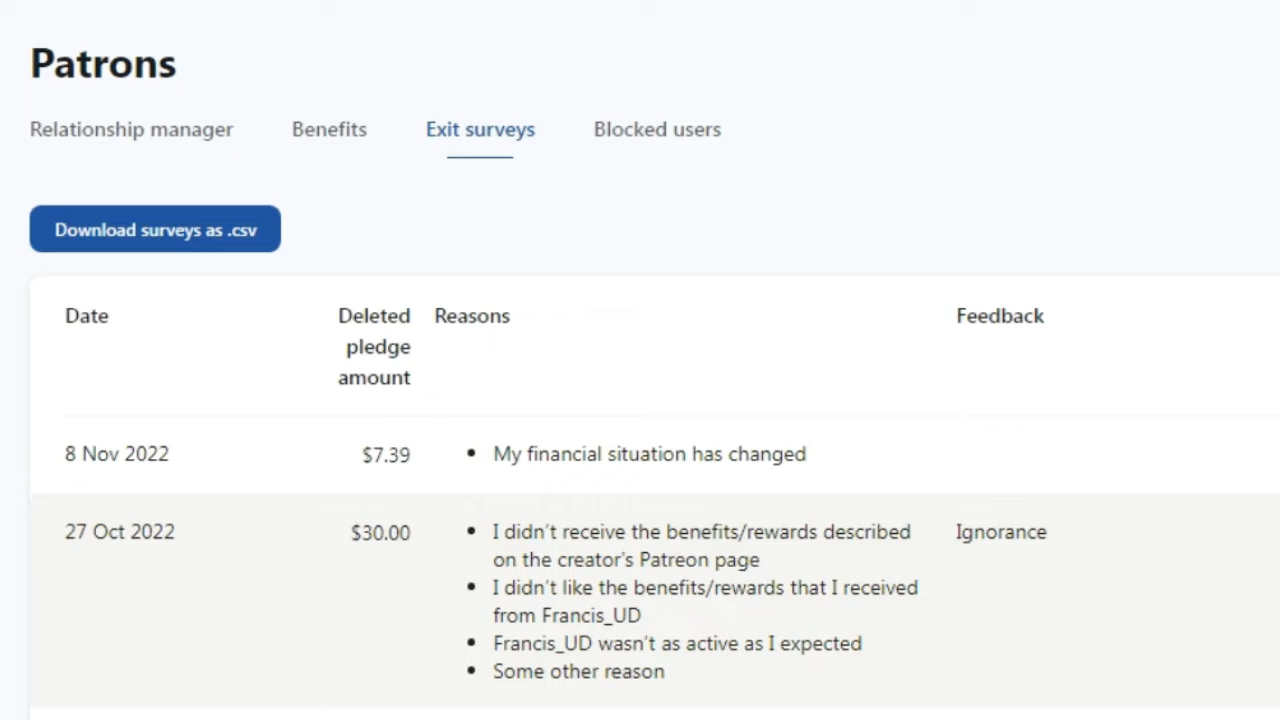 Patrons
Relationship manager Benefits Exit surveys Blocked users
Download surveys as .csv
Date Deleted pledge amount Reasons Feedback
8 Nov 2022 $7.39 • My financial situation has changed
27 Oct 2022 $30.00 • I didn't receive the benefits/rewards described Ignorance
on the creator's Patreon page
• I didn't like the benefits/rewards that I received
from Francis_UD
• Francis_UD wasn't as active as I expected
• Some other reason